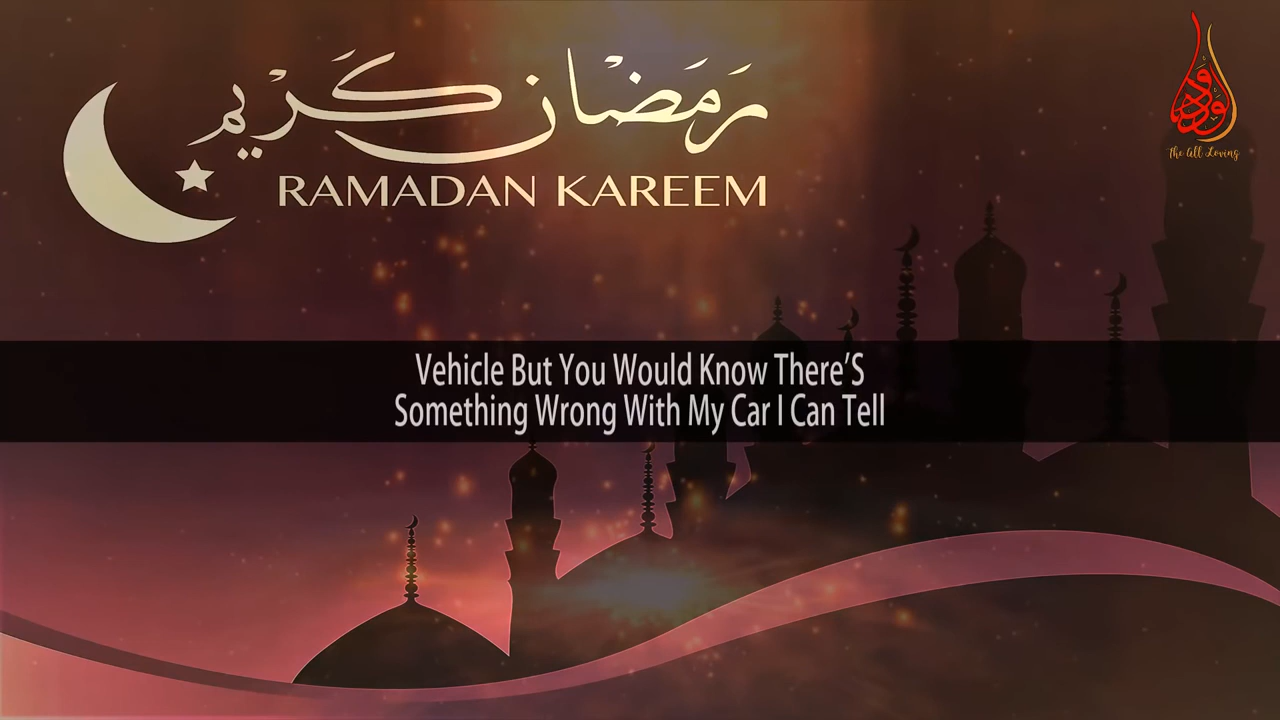 رَمَضَان كَرِيم
RAMADAN KAREEM
ودود
The All Loving
Vehicle But You Would Know There’S
Something Wrong With My Car I Can Tell